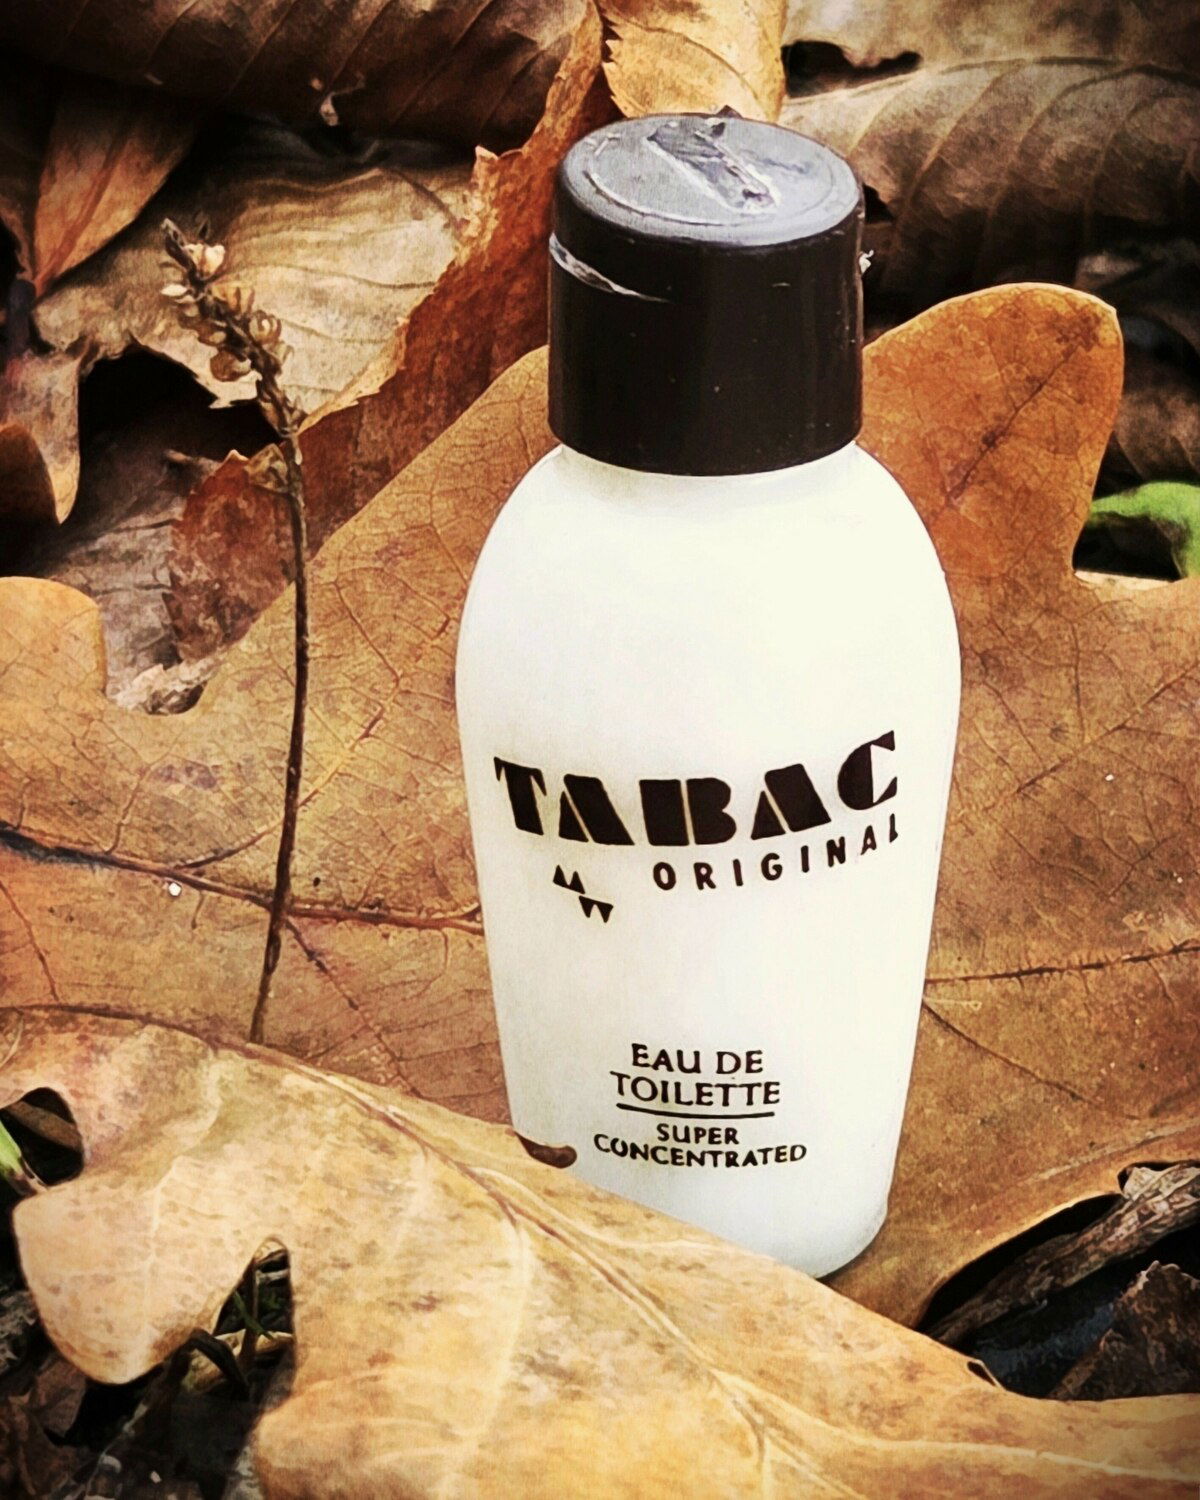 TABAC
ORIGINAL
EAU DE
TOILETTE
SUPER
CONCENTRATED